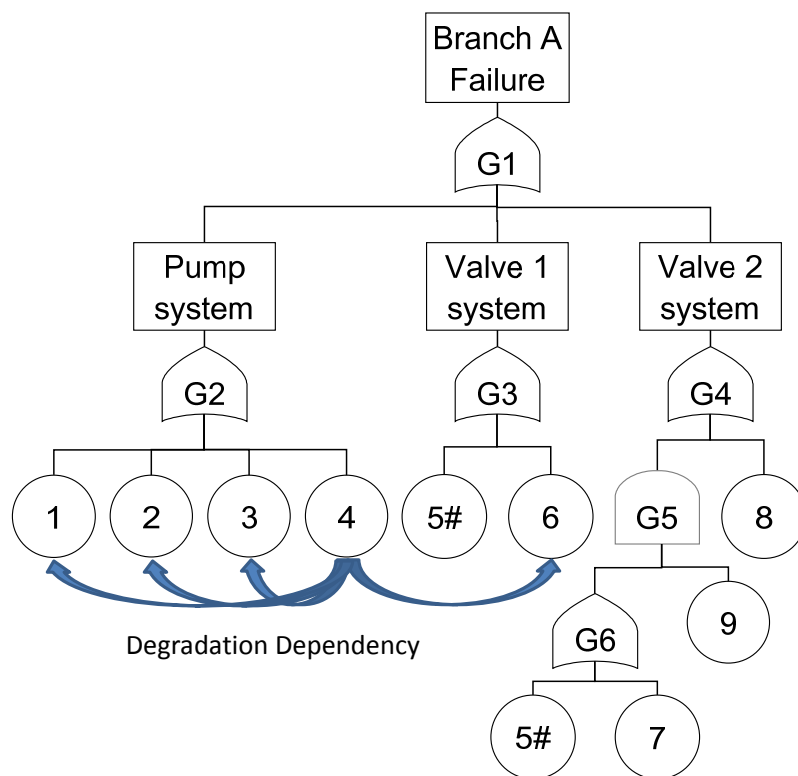 Branch A
Failure
G1
Pump
system
Valve 1
system
Valve 2
system
G2
G3
G4
1
2
3
4
5#
6
G5
8
Degradation Dependency
G6
9
5#
7